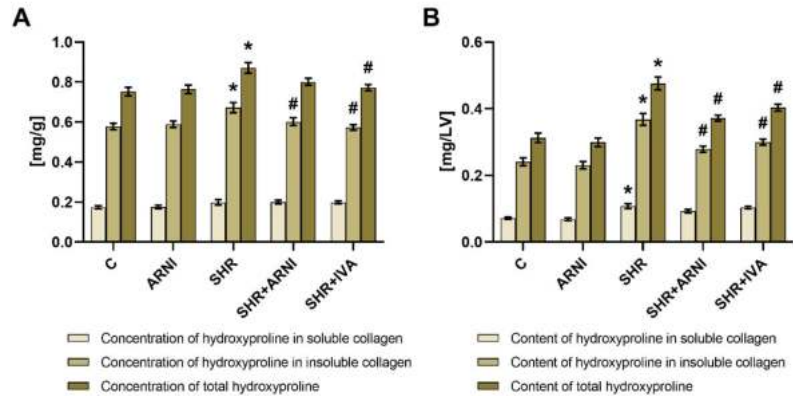 A
B
[mg/g]
1.0
0.8
0.6
0.4
0.2
0.0
* *
# # #
C
ARNI
SHR
SHR+ARNI
SHR+IVA
Concentration of hydroxyproline in soluble collagen
Concentration of hydroxyproline in insoluble collagen
Concentration of total hydroxyproline
[mg/LV]
0.6
0.4
0.2
0.0
* * *
# # # #
C
ARNI
SHR
SHR+ARNI
SHR+IVA
Content of hydroxyproline in soluble collagen
Content of hydroxyproline in insoluble collagen
Content of total hydroxyproline